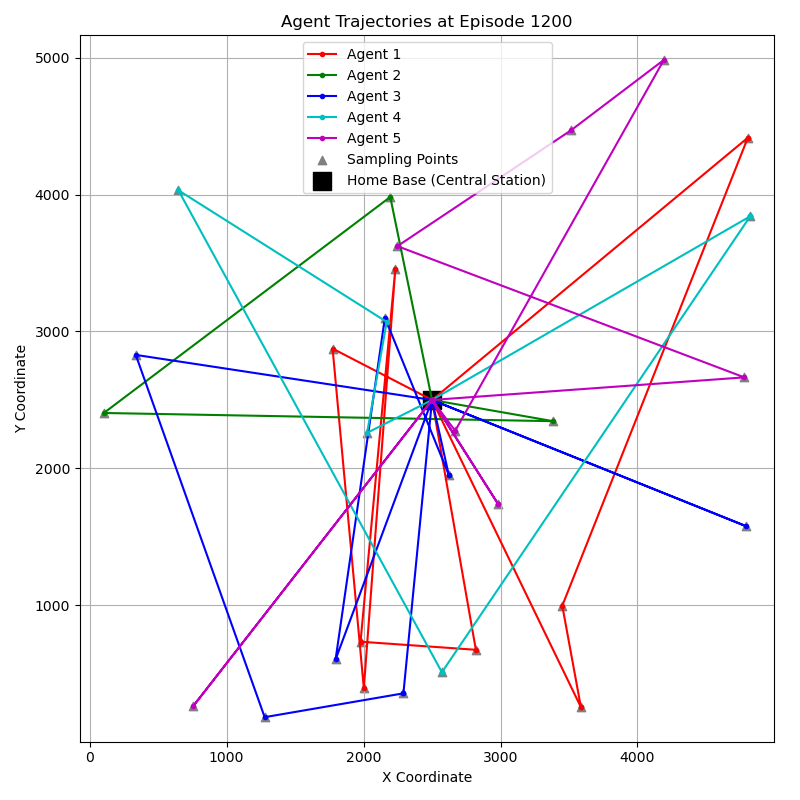 Agent Trajectories at Episode 1200
Agent 1
Agent 2
Agent 3
Agent 4
Agent 5
Sampling Points
Home Base (Central Station)
5000
4000
3000
2000
1000
Y Coordinate
0
1000
2000
3000
4000
X Coordinate